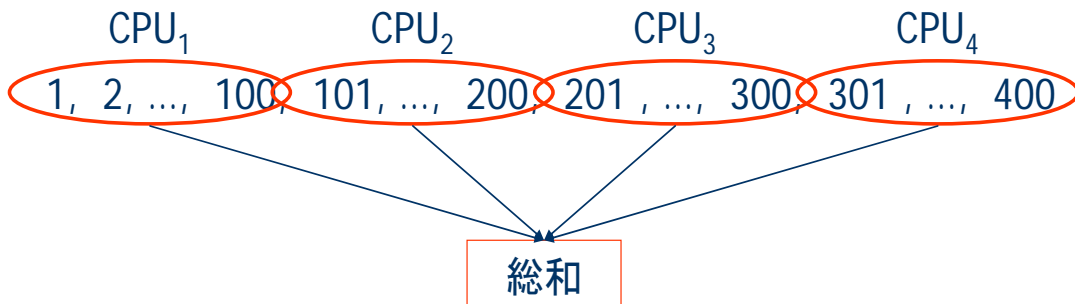 CPU₁ CPU₂ CPU₃ CPU₄
1, 2, ..., 100, 101, ..., 200, 201 , ..., 300, 301 , ..., 400
総和